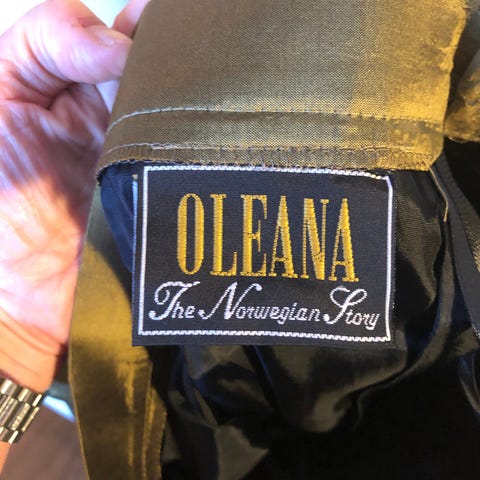 OLEANA
The Norwegian Story